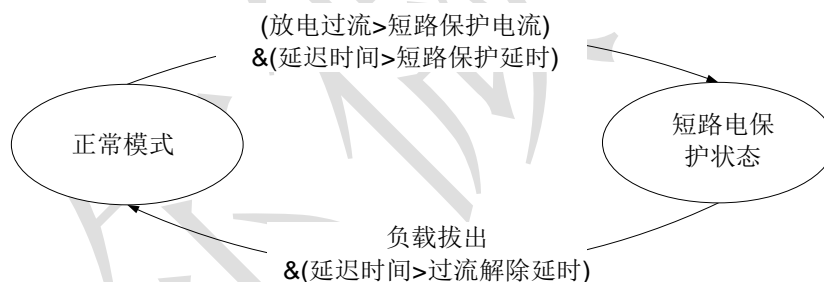 (放电过流>短路保护电流)
&(延迟时间>短路保护延时)
正常模式
短路电保
护状态
负载拔出
&(延迟时间>过流解除延时)